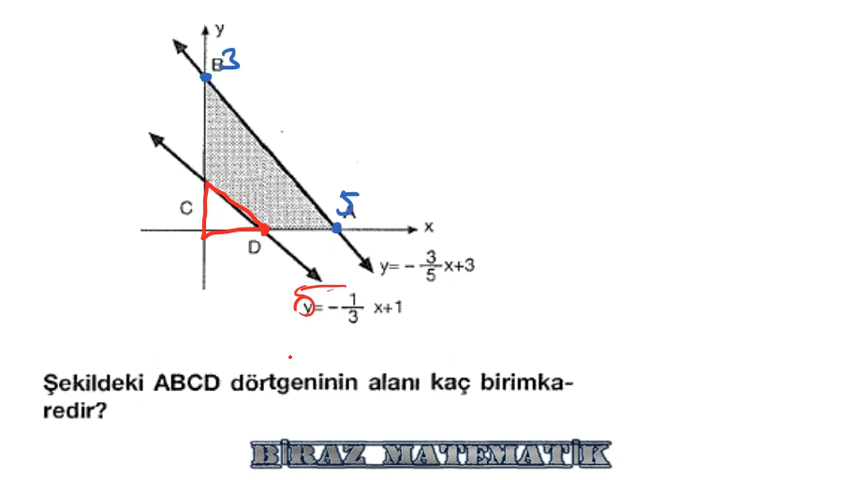 y
B 3
5
A
C
x
D
y= - 3/5 x+3
y= - 1/3 x+1
Şekildeki ABCD dörtgeninin alanı kaç birimka-
redir?
BİRAZ MATEMATİK